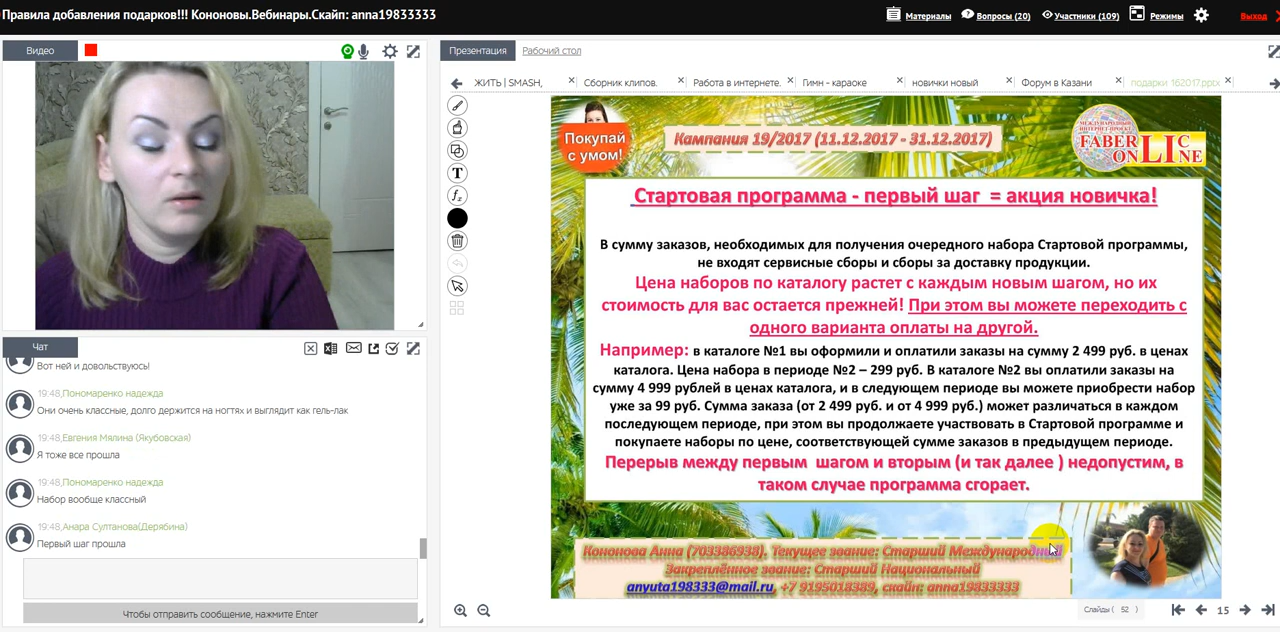 Правила добавления подарков!!! Кононовы.Вебинары.Скайп: anna19833333
Материалы
Вопросы (20)
Участники (109)
Режимы
Выход
Видео
Презентация
Рабочий стол
ЖИТЬ | SMASH,
Сборник клипов.
Работа в интернете.
Гимн - караоке
новички новый
Форум в Казани
подарки 162017.pptx
Покупай
с умом!
Кампания 19/2017 (11.12.2017 - 31.12.2017)
МЕЖДУНАРОДНЫЙ
ИНТЕРНЕТ-ПРОЕКТ
FABERLIC
ONLINE
Стартовая программа - первый шаг = акция новичка!
В сумму заказов, необходимых для получения очередного набора Стартовой программы,
не входят сервисные сборы и сборы за доставку продукции.
Цена наборов по каталогу растет с каждым новым шагом, но их
стоимость для вас остается прежней! При этом вы можете переходить с
одного варианта оплаты на другой.
Например: в каталоге №1 вы оформили и оплатили заказы на сумму 2 499 руб. в ценах
каталога. Цена набора в периоде №2 – 299 руб. В каталоге №2 вы оплатили заказы на
сумму 4 999 рублей в ценах каталога, и в следующем периоде вы можете приобрести набор
уже за 99 руб. Сумма заказа (от 2 499 руб. и от 4 999 руб.) может различаться в каждом
последующем периоде, при этом вы продолжаете участвовать в Стартовой программе и
покупаете наборы по цене, соответствующей сумме заказов в предыдущем периоде.
Перерыв между первым шагом и вторым (и так далее ) недопустим, в
таком случае программа сгорает.
Кононова Анна (703386938). Текущее звание: Старший Международный
Закреплённое звание: Старший Национальный
anyuta198333@mail.ru, +7 9195018389, скайп: anna19833333
Слайды ( 52 )
15
Чат
Вот ней и довольствуюсь!
19:48,Пономаренко надежда
Они очень классные, долго держится на ногтях и выглядит как гель-лак
19:48,Евгения Мялина (Якубовская)
Я тоже все прошла
19:48,Пономаренко надежда
Набор вообще классный
19:48,Анара Султанова(Дерябина)
Первый шаг прошла
Чтобы отправить сообщение, нажмите Enter